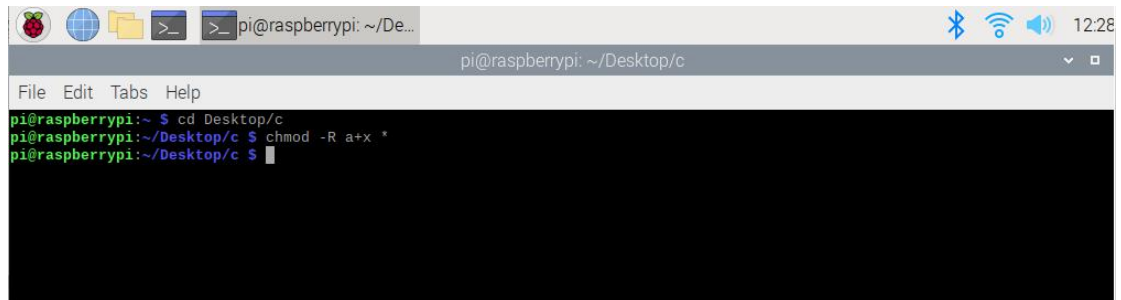 pi@raspberrypi: ~/De...
12:28
pi@raspberrypi: ~/Desktop/c
File Edit Tabs Help
pi@raspberrypi:~ $ cd Desktop/c
pi@raspberrypi:~/Desktop/c $ chmod -R a+x *
pi@raspberrypi:~/Desktop/c $